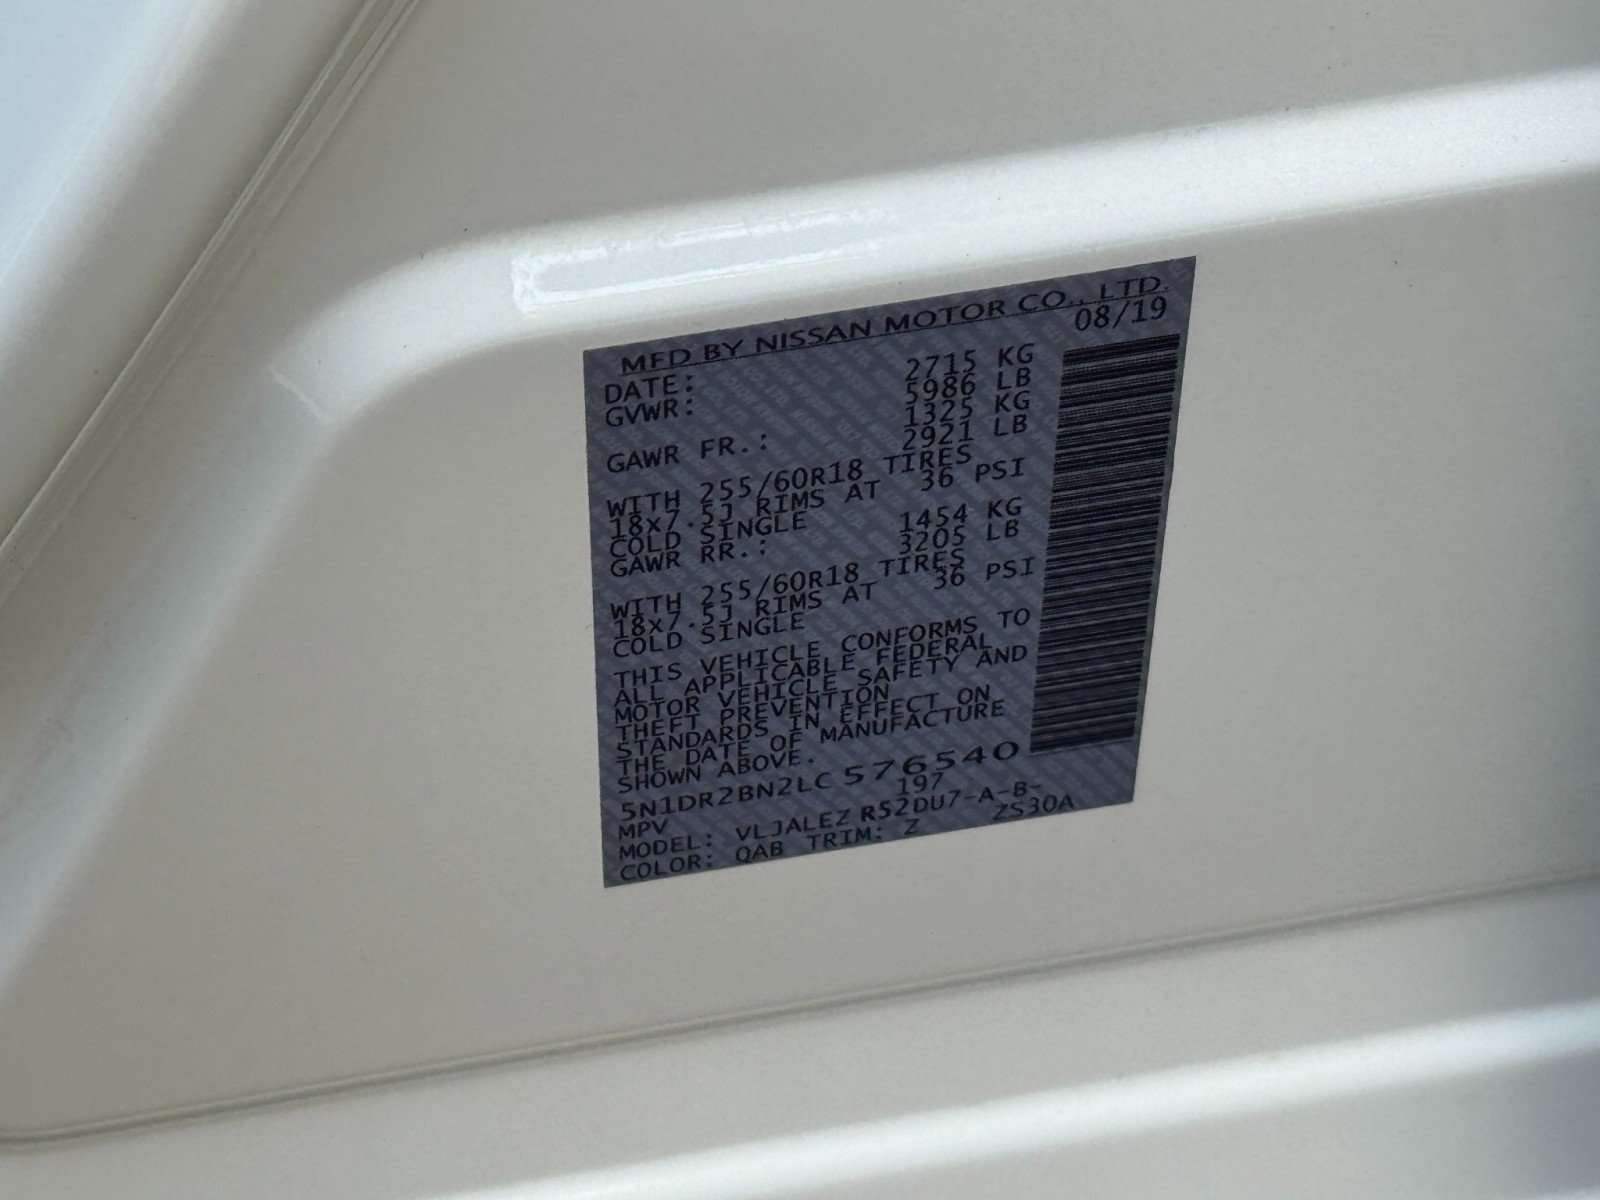 MFD BY NISSAN MOTOR CO., LTD.
DATE: 08/19
GVWR: 2715 KG
5986 LB
GAWR FR.: 1325 KG
2921 LB
WITH 255/60R18 TIRES
18x7.5J RIMS AT 36 PSI
COLD SINGLE
GAWR RR.: 1454 KG
3205 LB
WITH 255/60R18 TIRES
18x7.5J RIMS AT 36 PSI
COLD SINGLE
THIS VEHICLE CONFORMS TO
ALL APPLICABLE FEDERAL
MOTOR VEHICLE SAFETY AND
THEFT PREVENTION
STANDARDS IN EFFECT ON
THE DATE OF MANUFACTURE
SHOWN ABOVE.
5N1DR2BN2LC576540
MPV 197
MODEL: VLJALEZ R52DU7-A-B-
COLOR: QAB TRIM: Z ZS30A